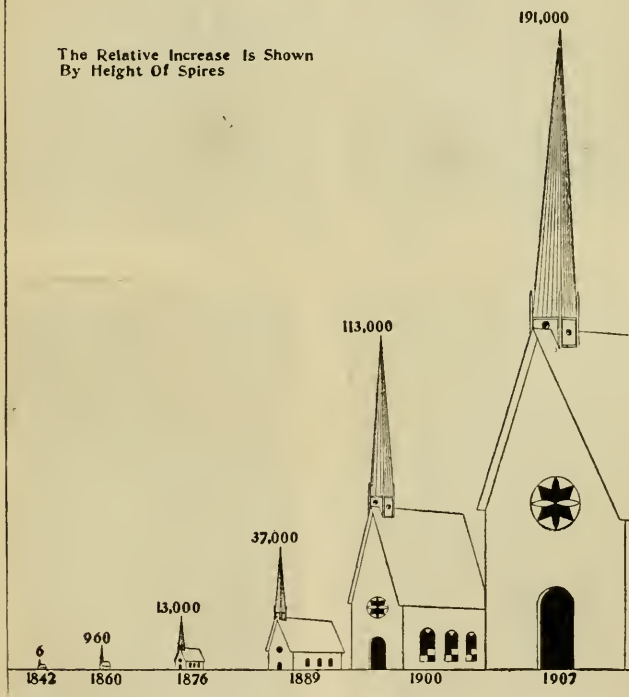 191,000
The Relative Increase Is Shown
By Height Of Spires
113,000
37,000
13,000
960
6
1842 1860 1876 1889 1900 1907